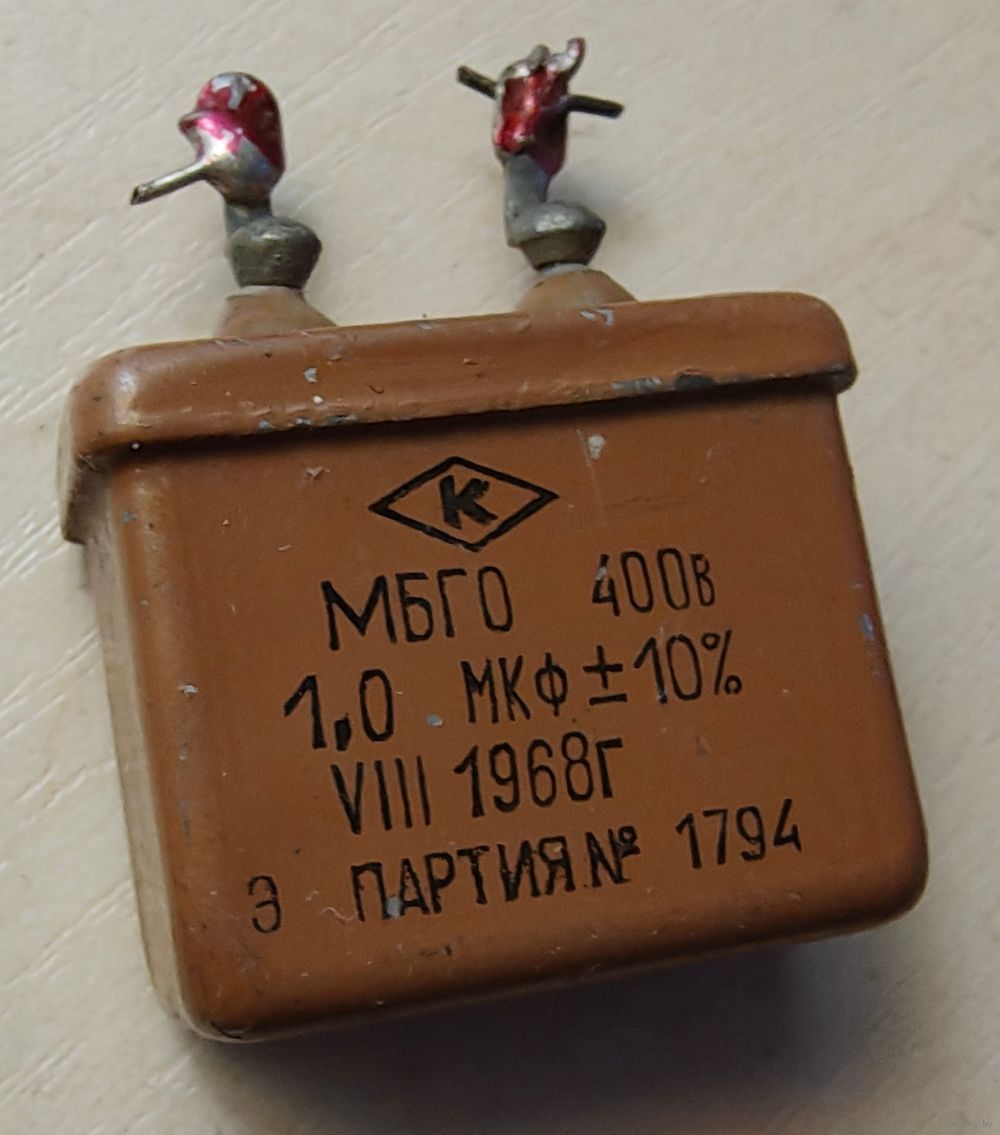 К
МБГО 400В
1,0 МКФ ±10%
VIII 1968г
Э ПАРТИЯ № 1794